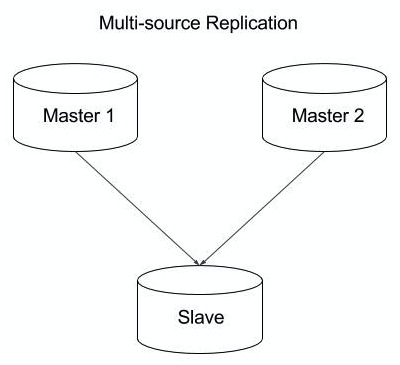 Multi-source Replication
Master 1
Master 2
Slave